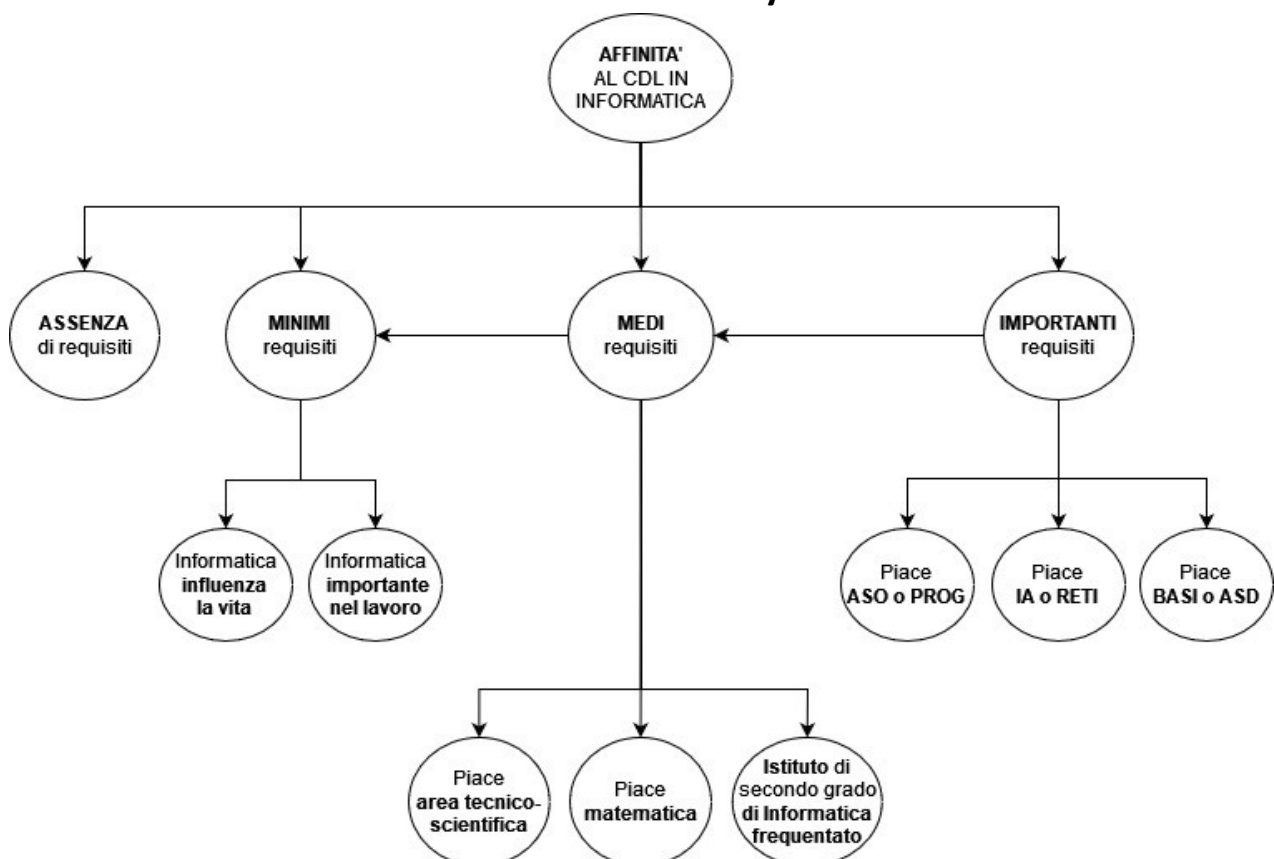 AFFINITA'
AL CDL IN
INFORMATICA
ASSENZA
di requisiti
MINIMI
requisiti
MEDI
requisiti
IMPORTANTI
requisiti
Informatica
influenza
la vita
Informatica
importante
nel lavoro
Piace
ASO o PROG
Piace
IA o RETI
Piace
BASI o ASD
Piace
area tecnico-
scientifica
Piace
matematica
Istituto di
secondo grado
di Informatica
frequentato